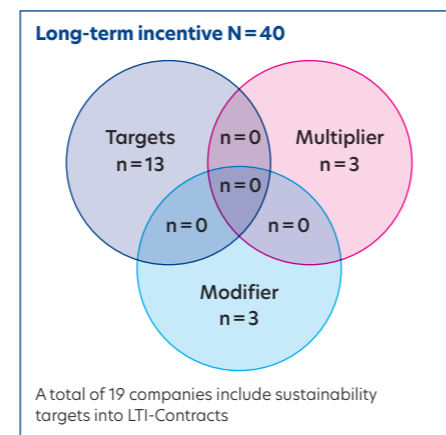 Long-term incentive N=40
Targets
n=13
n=0
Multiplier
n=3
n=0
n=0
n=0
Modifier
n=3
A total of 19 companies include sustainability
targets into LTI-Contracts